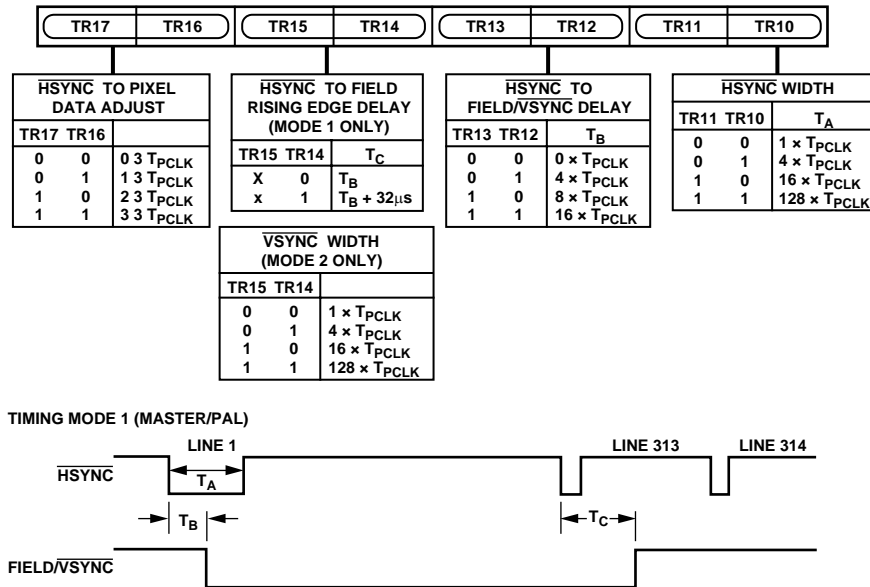 TR17 TR16 TR15 TR14 TR13 TR12 TR11 TR10
HSYNC TO PIXEL
DATA ADJUST
TR17 TR16
0 0 0 3 TPCLK
0 1 1 3 TPCLK
1 0 2 3 TPCLK
1 1 3 3 TPCLK
HSYNC TO FIELD
RISING EDGE DELAY
(MODE 1 ONLY)
TR15 TR14 TC
X 0 TB
x 1 TB + 32μs
HSYNC TO
FIELD/VSYNC DELAY
TR13 TR12 TB
0 0 0 × TPCLK
0 1 4 × TPCLK
1 0 8 × TPCLK
1 1 16 × TPCLK
HSYNC WIDTH
TR11 TR10 TA
0 0 1 × TPCLK
0 1 4 × TPCLK
1 0 16 × TPCLK
1 1 128 × TPCLK
VSYNC WIDTH
(MODE 2 ONLY)
TR15 TR14
0 0 1 × TPCLK
0 1 4 × TPCLK
1 0 16 × TPCLK
1 1 128 × TPCLK
TIMING MODE 1 (MASTER/PAL)
LINE 1 LINE 313 LINE 314
HSYNC
TA
TB TC
FIELD/VSYNC